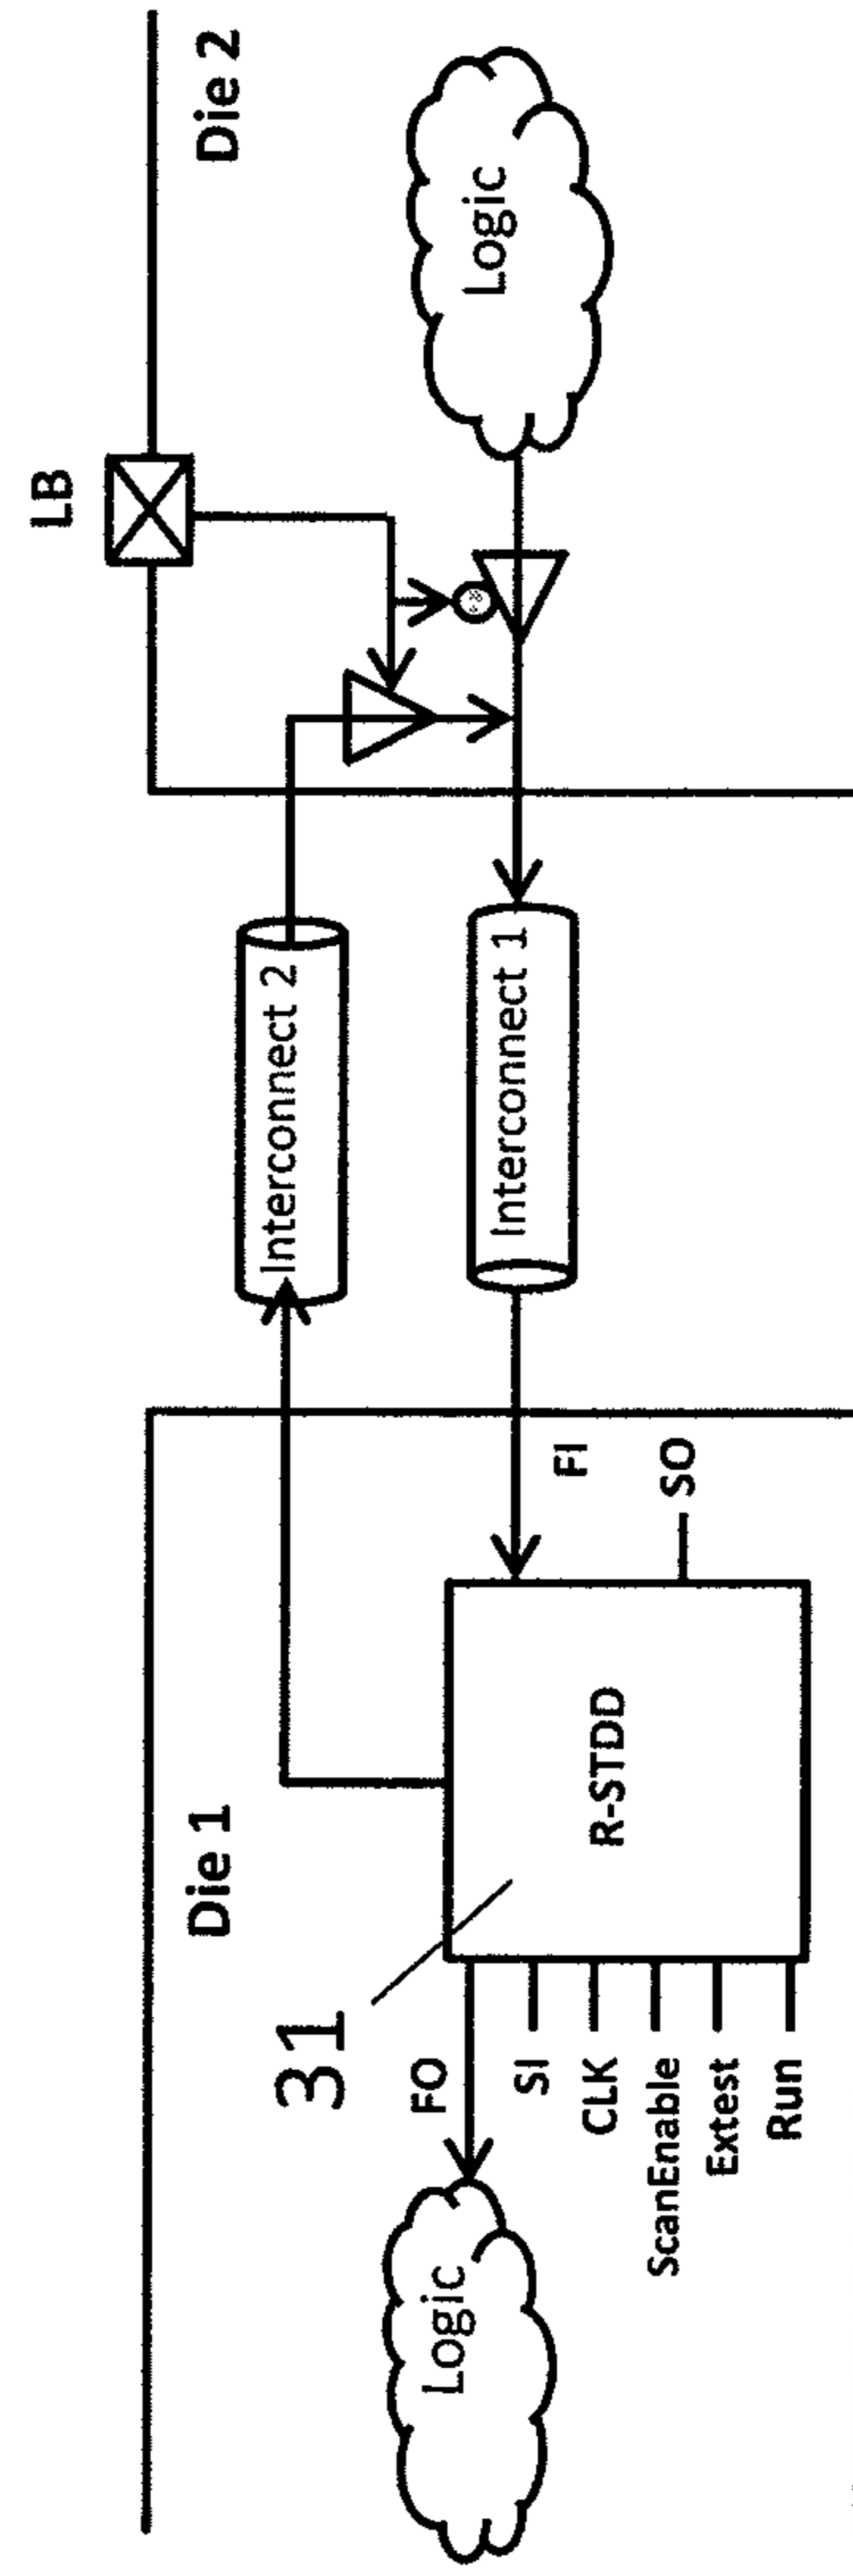 LB
Die 1
Die 2
31
Interconnect 2
FO
Logic
Logic
FI
Interconnect 1
SI
CLK
R-STDD
ScanEnable
SO
Extest
Run